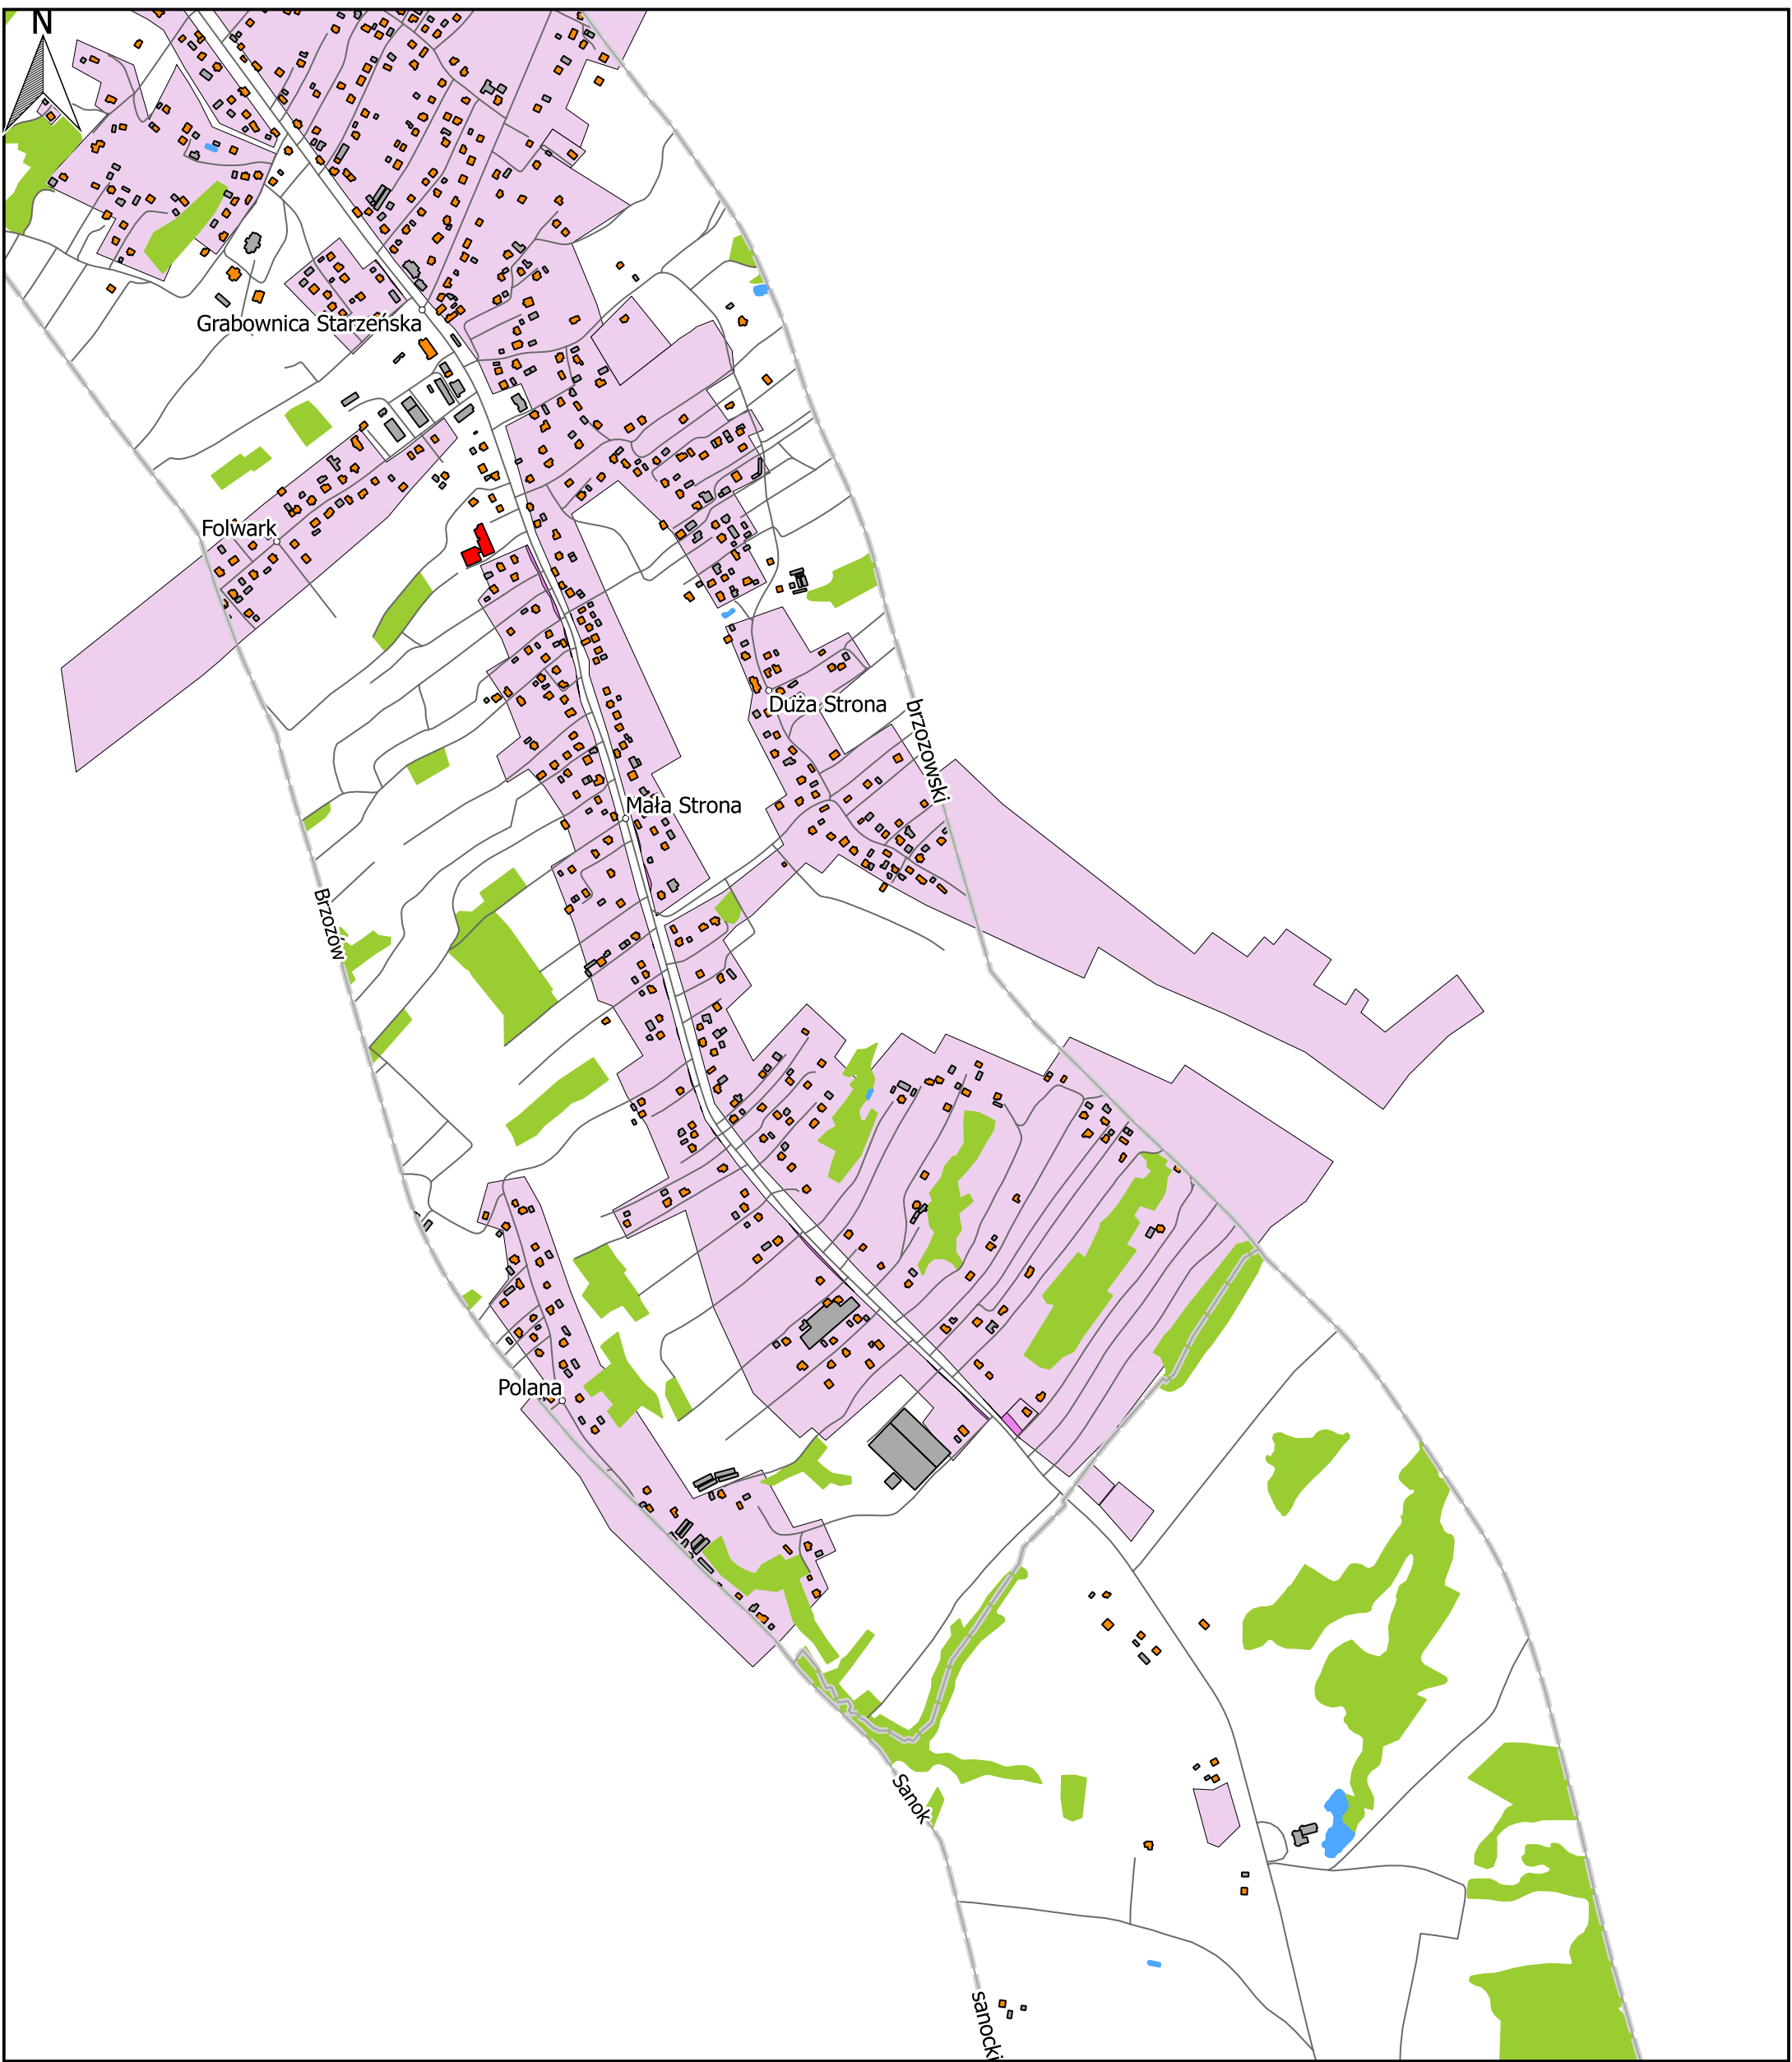 N
Grabownica Starzeńska
Folwark
Duża Strona
brzozowski
Mała Strona
Brzozów
Polana
Sanok
sanocki